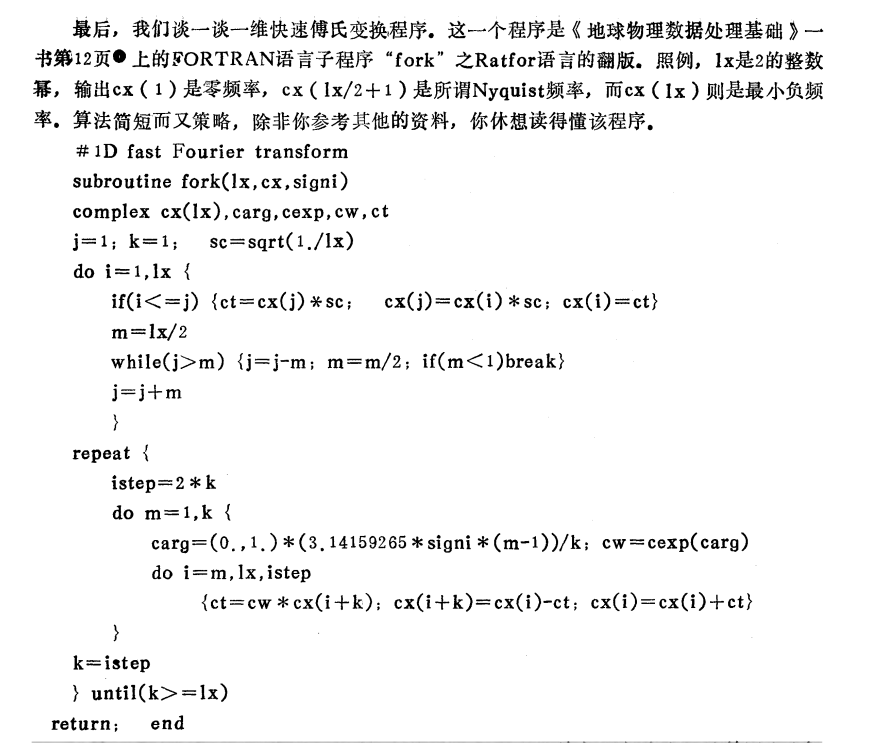 最后，我们谈一谈一维快速傅氏变换程序。这一个程序是《地球物理数据处理基础》一
书第12页❶上的FORTRAN语言子程序“fork”之Ratfor语言的翻版。照例，lx是2的整数
幂，输出cx（1）是零频率，cx（lx/2+1）是所谓Nyquist频率，而cx（lx）则是最小负频
率。算法简短而又策略，除非你参考其他的资料，你休想读得懂该程序。
#1D fast Fourier transform
subroutine fork(lx,cx,signi)
complex cx(lx),carg,cexp,cw,ct
j=1; k=1; sc=sqrt(1./lx)
do i=1,lx {
if(i<=j) {ct=cx(j)*sc; cx(j)=cx(i)*sc; cx(i)=ct}
m=lx/2
while(j>m) {j=j-m; m=m/2; if(m<1)break}
j=j+m
}
repeat {
istep=2*k
do m=1,k {
carg=(0.,1.)*(3.14159265*signi*(m-1))/k; cw=cexp(carg)
do i=m,lx,istep
{ct=cw*cx(i+k); cx(i+k)=cx(i)-ct; cx(i)=cx(i)+ct}
}
k=istep
} until(k>=lx)
return; end